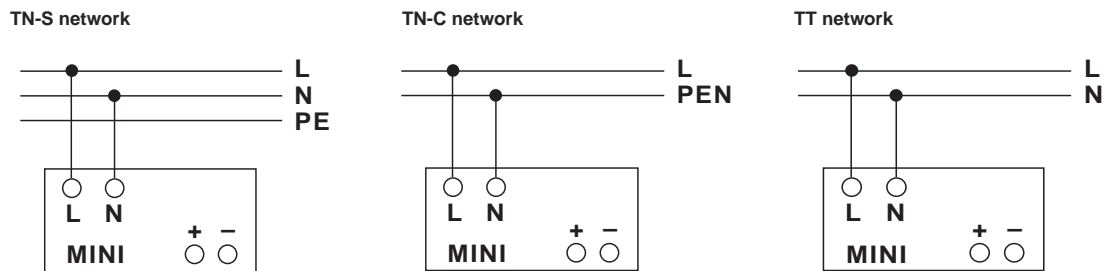 TN-S network
L
N
PE
L N
+ –
MINI
TN-C network
L
PEN
L N
+ –
MINI
TT network
L
N
L N
+ –
MINI